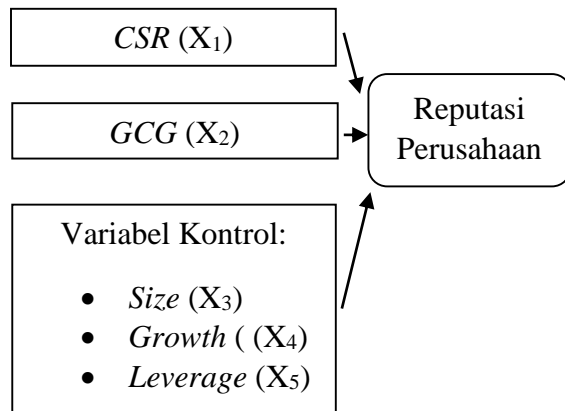 CSR (X₁)
GCG (X₂)
Reputasi
Perusahaan
Variabel Kontrol:
• Size (X₃)
• Growth ( (X₄)
• Leverage (X₅)